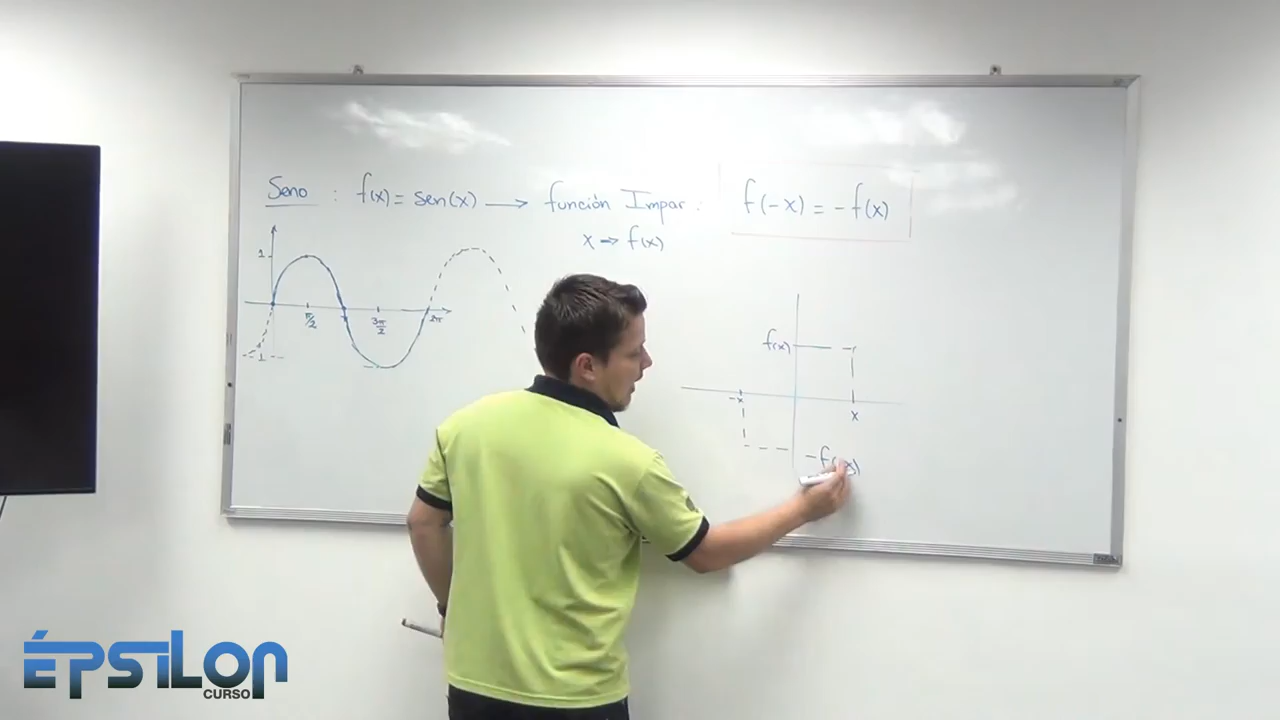 Seno : f(x) = sen(x) → función Impar : f(-x) = -f(x)
x → f(x)
1
π/2
π
3π/2
2π
-1
f(x)
-x
x
-f(x)
ÉPSILON
CURSO